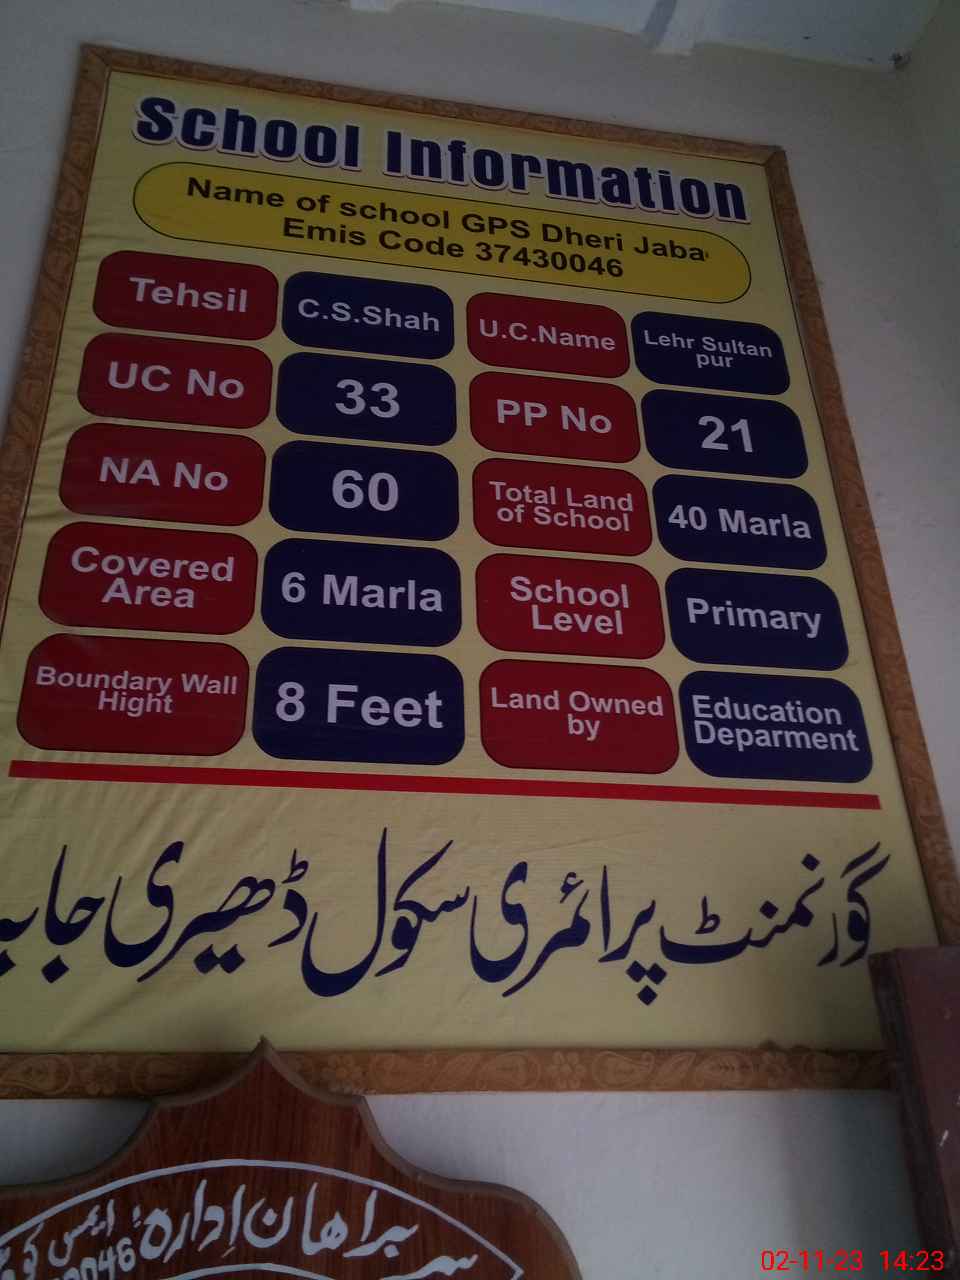 School Information
Name of school GPS Dheri Jaba
Emis Code 37430046
Tehsil
C.S.Shah
U.C.Name
Lehr Sultan
pur
UC No
33
PP No
21
NA No
60
Total Land
of School
40 Marla
Covered
Area
6 Marla
School
Level
Primary
Boundary Wall
Hight
8 Feet
Land Owned
by
Education
Deparment
گورنمنٹ پرائمری سکول ڈھیری جابہ
سربراھان اِدارہ
02-11-23 14:23